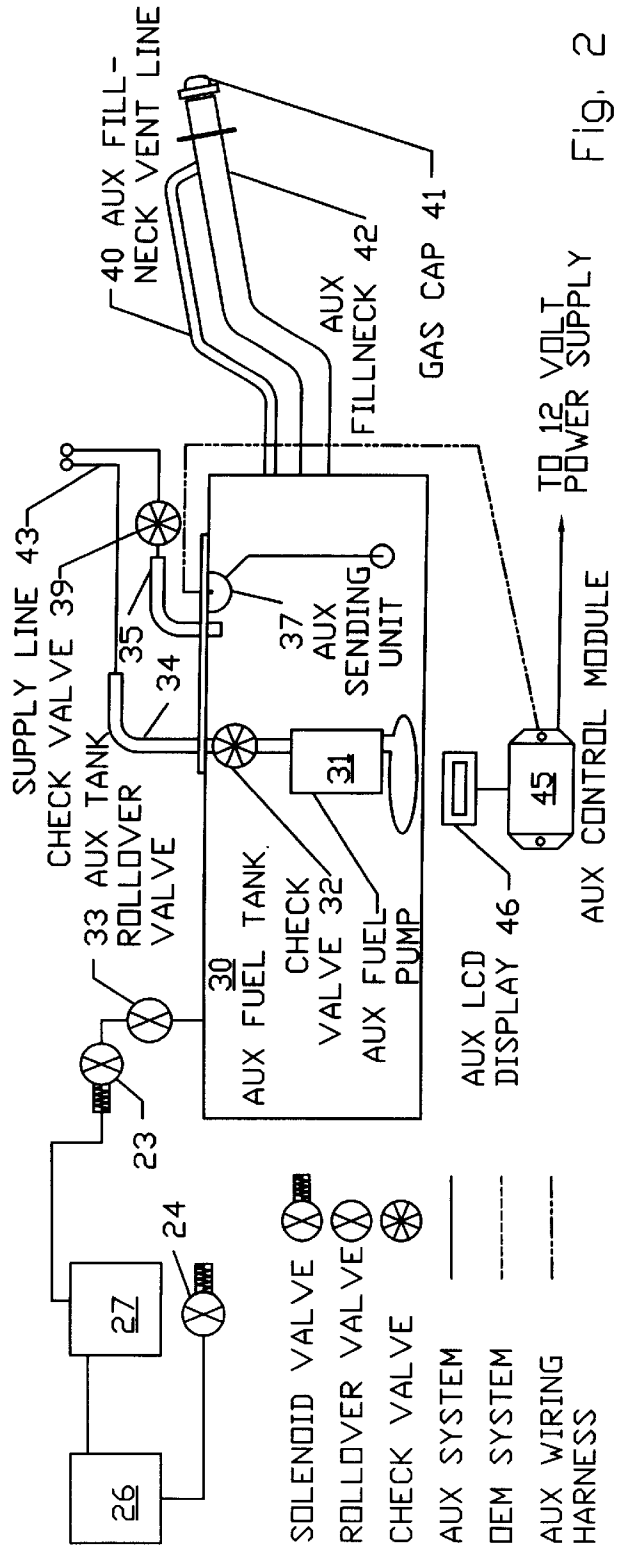 26
27
24
23
33 AUX TANK
ROLLOVER
VALVE
SUPPLY LINE 43
CHECK VALVE 39
35
34
40 AUX FILL-
NECK VENT LINE
30
AUX FUEL TANK
CHECK
VALVE 32
AUX FUEL
PUMP
31
37
AUX
SENDING
UNIT
AUX
FILLNECK 42
GAS CAP 41
SOLENOID VALVE
ROLLOVER VALVE
CHECK VALVE
AUX SYSTEM
OEM SYSTEM
AUX WIRING
HARNESS
AUX LCD
DISPLAY 46
45
AUX CONTROL MODULE
TO 12 VOLT
POWER SUPPLY
Fig. 2